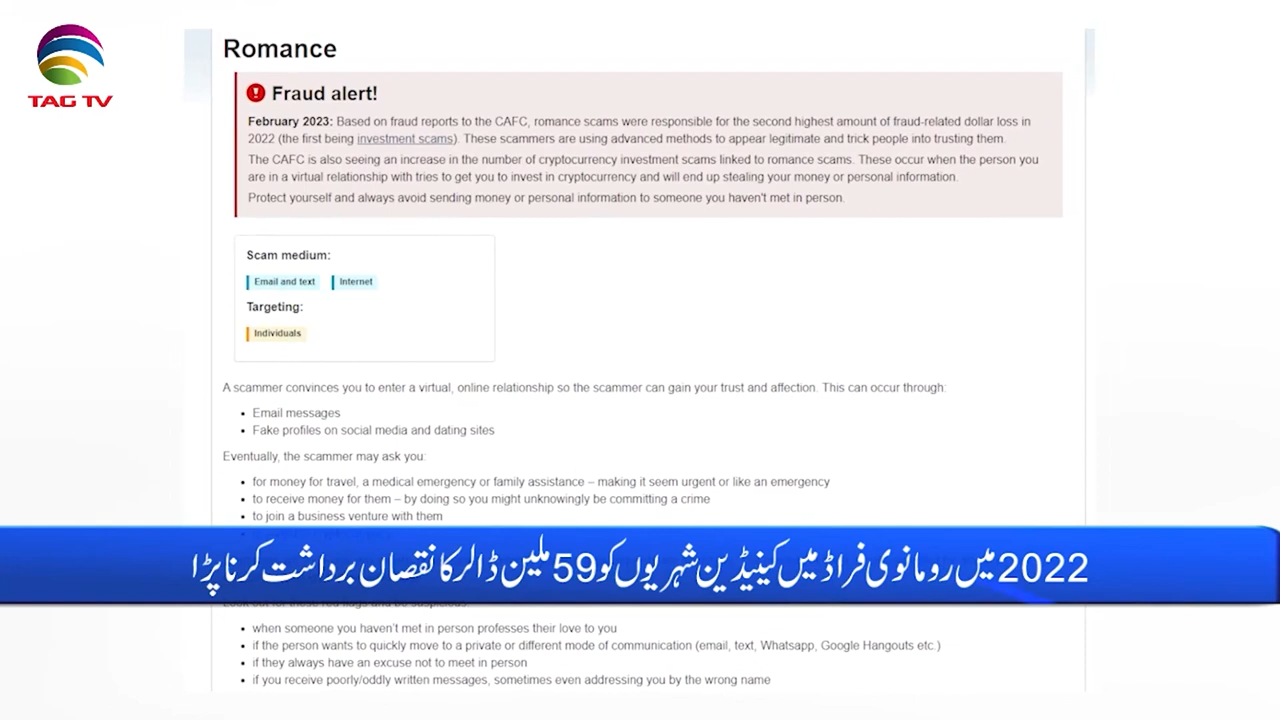 TAG TV
Romance
Fraud alert!
February 2023: Based on fraud reports to the CAFC, romance scams were responsible for the second highest amount of fraud-related dollar loss in
2022 (the first being investment scams). These scammers are using advanced methods to appear legitimate and trick people into trusting them.
The CAFC is also seeing an increase in the number of cryptocurrency investment scams linked to romance scams. These occur when the person you
are in a virtual relationship with tries to get you to invest in cryptocurrency and will end up stealing your money or personal information.
Protect yourself and always avoid sending money or personal information to someone you haven't met in person.
Scam medium:
Email and text Internet
Targeting:
Individuals
A scammer convinces you to enter a virtual, online relationship so the scammer can gain your trust and affection. This can occur through:
• Email messages
• Fake profiles on social media and dating sites
Eventually, the scammer may ask you:
• for money for travel, a medical emergency or family assistance – making it seem urgent or like an emergency
• to receive money for them – by doing so you might unknowingly be committing a crime
• to join a business venture with them
2022 میں رومانوی فراڈ میں کینیڈین شہریوں کو 59 ملین ڈالر کا نقصان برداشت کرنا پڑا
• when someone you haven't met in person professes their love to you
• if the person wants to quickly move to a private or different mode of communication (email, text, Whatsapp, Google Hangouts etc.)
• if they always have an excuse not to meet in person
• if you receive poorly/oddly written messages, sometimes even addressing you by the wrong name